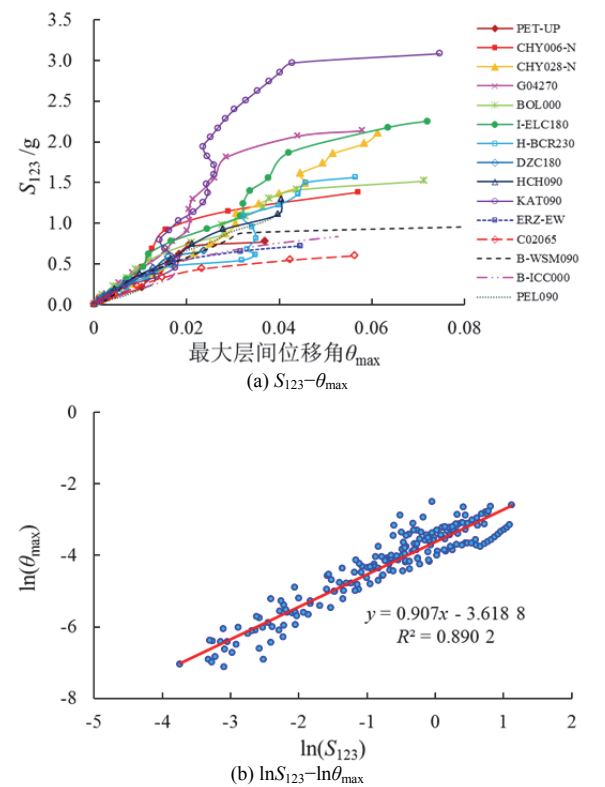 3.5
3.0
2.5
2.0
1.5
1.0
0.5
0.0
S₁₂₃ /g
0
0.02
0.04
0.06
0.08
最大层间位移角θmax
PET-UP
CHY006-N
CHY028-N
G04270
BOL000
I-ELC180
H-BCR230
DZC180
HCH090
KAT090
ERZ-EW
C02065
B-WSM090
B-ICC000
PEL090
(a) S₁₂₃−θmax
0
-2
-4
-6
-8
ln(θmax)
y = 0.907x - 3.618 8
R² = 0.890 2
-5
-4
-3
-2
-1
0
1
2
ln(S₁₂₃)
(b) lnS₁₂₃−lnθmax